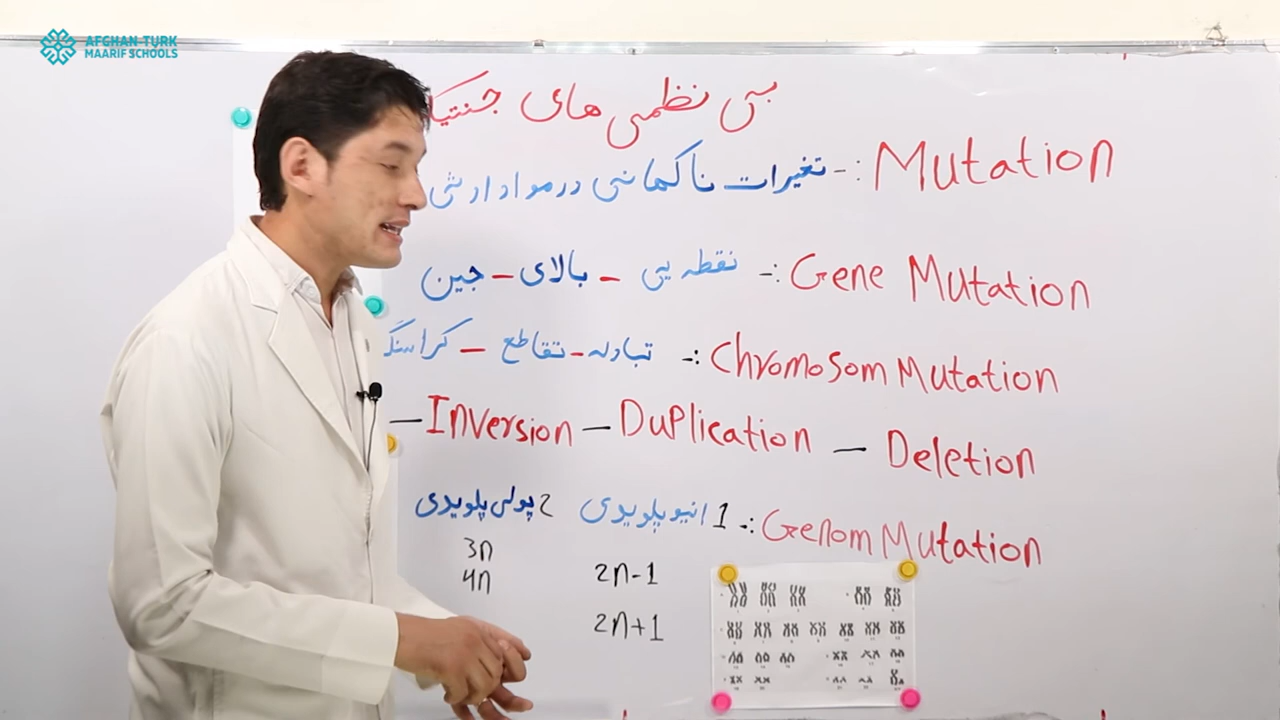 AFGHAN-TURK
MAARIF SCHOOLS
بی نظمی های جنتیک
Mutation :- تغیرات ناگهانی در مواد ارثی
Gene Mutation :- نقطه یی - بالای - جین
Chromosom Mutation :- تبادله - تقاطع - کراسنگ
Deletion — Duplication — Inversion —
Genom Mutation :- 1 انیوپلویدی 2 پولی پلویدی
2n-1 3n
2n+1 4n